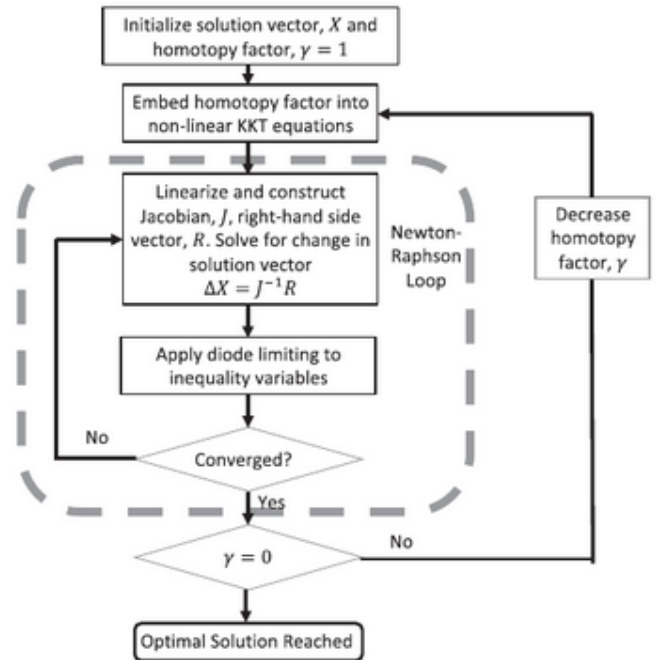 Initialize solution vector, X and
homotopy factor, γ = 1
Embed homotopy factor into
non-linear KKT equations
Linearize and construct
Jacobian, J, right-hand side
vector, R. Solve for change in
solution vector
ΔX = J⁻¹R
Newton-
Raphson
Loop
Decrease
homotopy
factor, γ
Apply diode limiting to
inequality variables
No
Converged?
Yes
γ = 0
No
Optimal Solution Reached